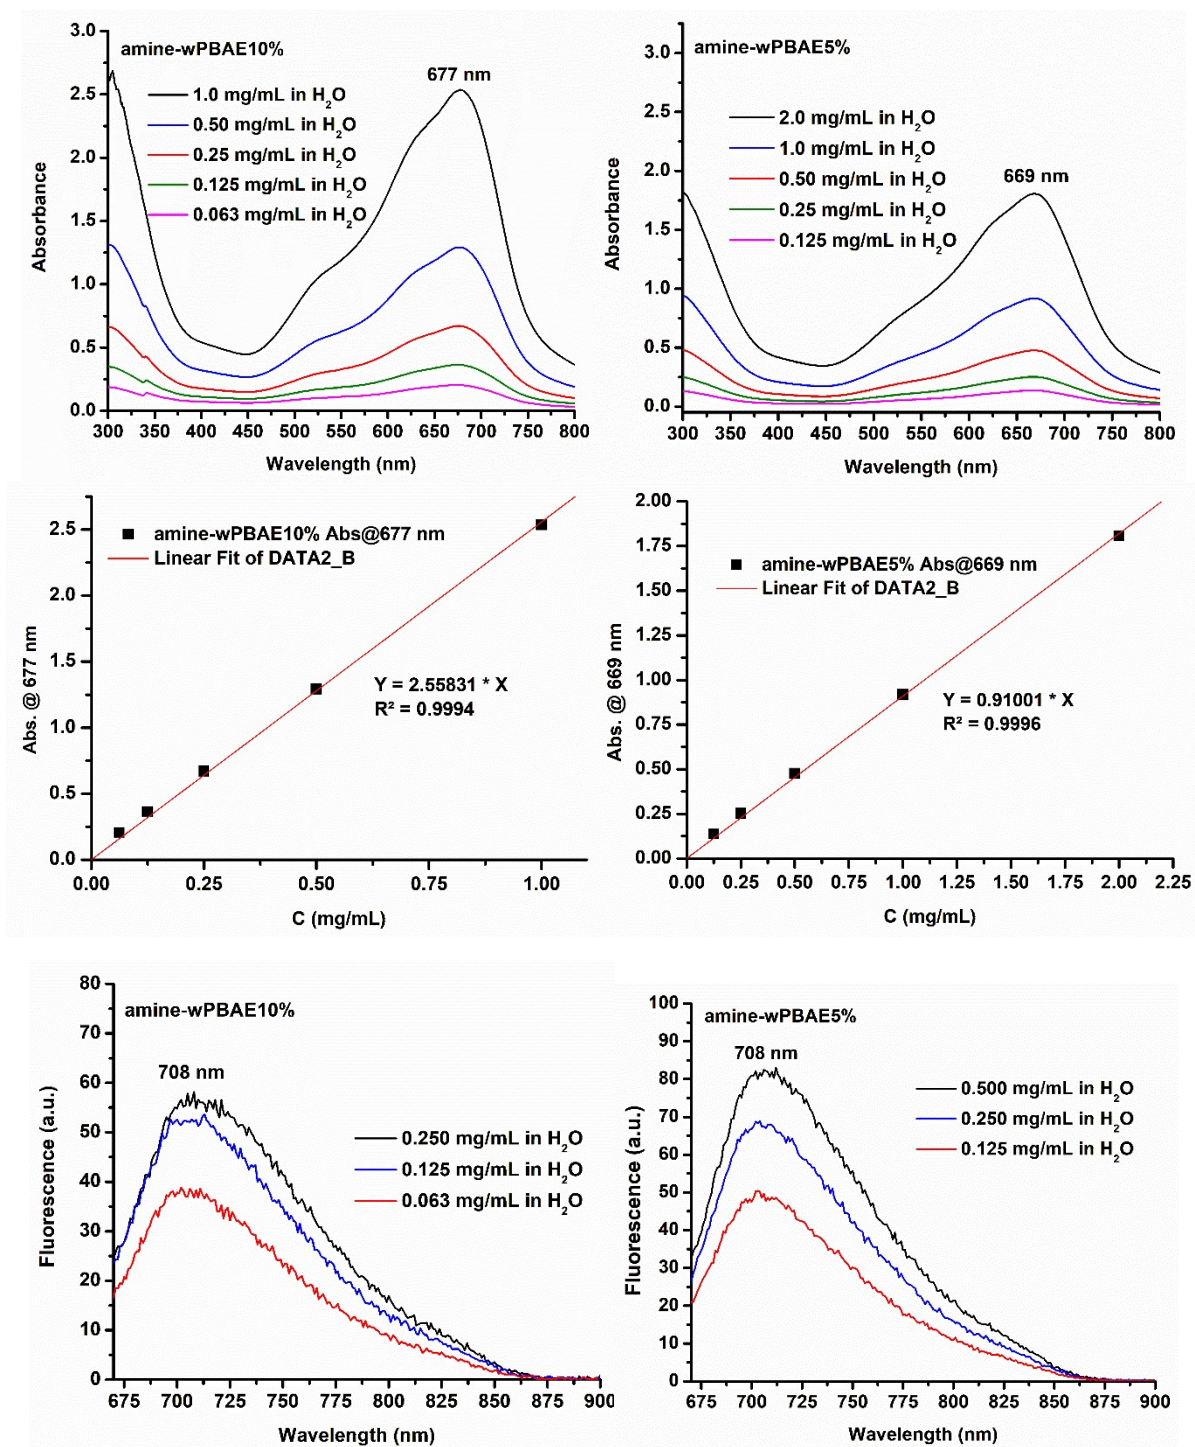 amine-wPBAE10%
677 nm
1.0 mg/mL in H₂O
0.50 mg/mL in H₂O
0.25 mg/mL in H₂O
0.125 mg/mL in H₂O
0.063 mg/mL in H₂O
Absorbance
3.0
2.5
2.0
1.5
1.0
0.5
0.0
300 350 400 450 500 550 600 650 700 750 800
Wavelength (nm)
amine-wPBAE5%
669 nm
2.0 mg/mL in H₂O
1.0 mg/mL in H₂O
0.50 mg/mL in H₂O
0.25 mg/mL in H₂O
0.125 mg/mL in H₂O
Absorbance
3.0
2.5
2.0
1.5
1.0
0.5
0.0
300 350 400 450 500 550 600 650 700 750 800
Wavelength (nm)
amine-wPBAE10% Abs@677 nm
Linear Fit of DATA2_B
Y = 2.55831 * X
R² = 0.9994
Abs. @ 677 nm
2.5
2.0
1.5
1.0
0.5
0.0
0.00 0.25 0.50 0.75 1.00
C (mg/mL)
amine-wPBAE5% Abs@669 nm
Linear Fit of DATA2_B
Y = 0.91001 * X
R² = 0.9996
Abs. @ 669 nm
2.00
1.75
1.50
1.25
1.00
0.75
0.50
0.25
0.00
0.00 0.25 0.50 0.75 1.00 1.25 1.50 1.75 2.00 2.25
C (mg/mL)
amine-wPBAE10%
708 nm
0.250 mg/mL in H₂O
0.125 mg/mL in H₂O
0.063 mg/mL in H₂O
Fluorescence (a.u.)
80
70
60
50
40
30
20
10
0
675 700 725 750 775 800 825 850 875 900
Wavelength (nm)
amine-wPBAE5%
708 nm
0.500 mg/mL in H₂O
0.250 mg/mL in H₂O
0.125 mg/mL in H₂O
Fluorescence (a.u.)
100
90
80
70
60
50
40
30
20
10
0
675 700 725 750 775 800 825 850 875 900
Wavelength (nm)